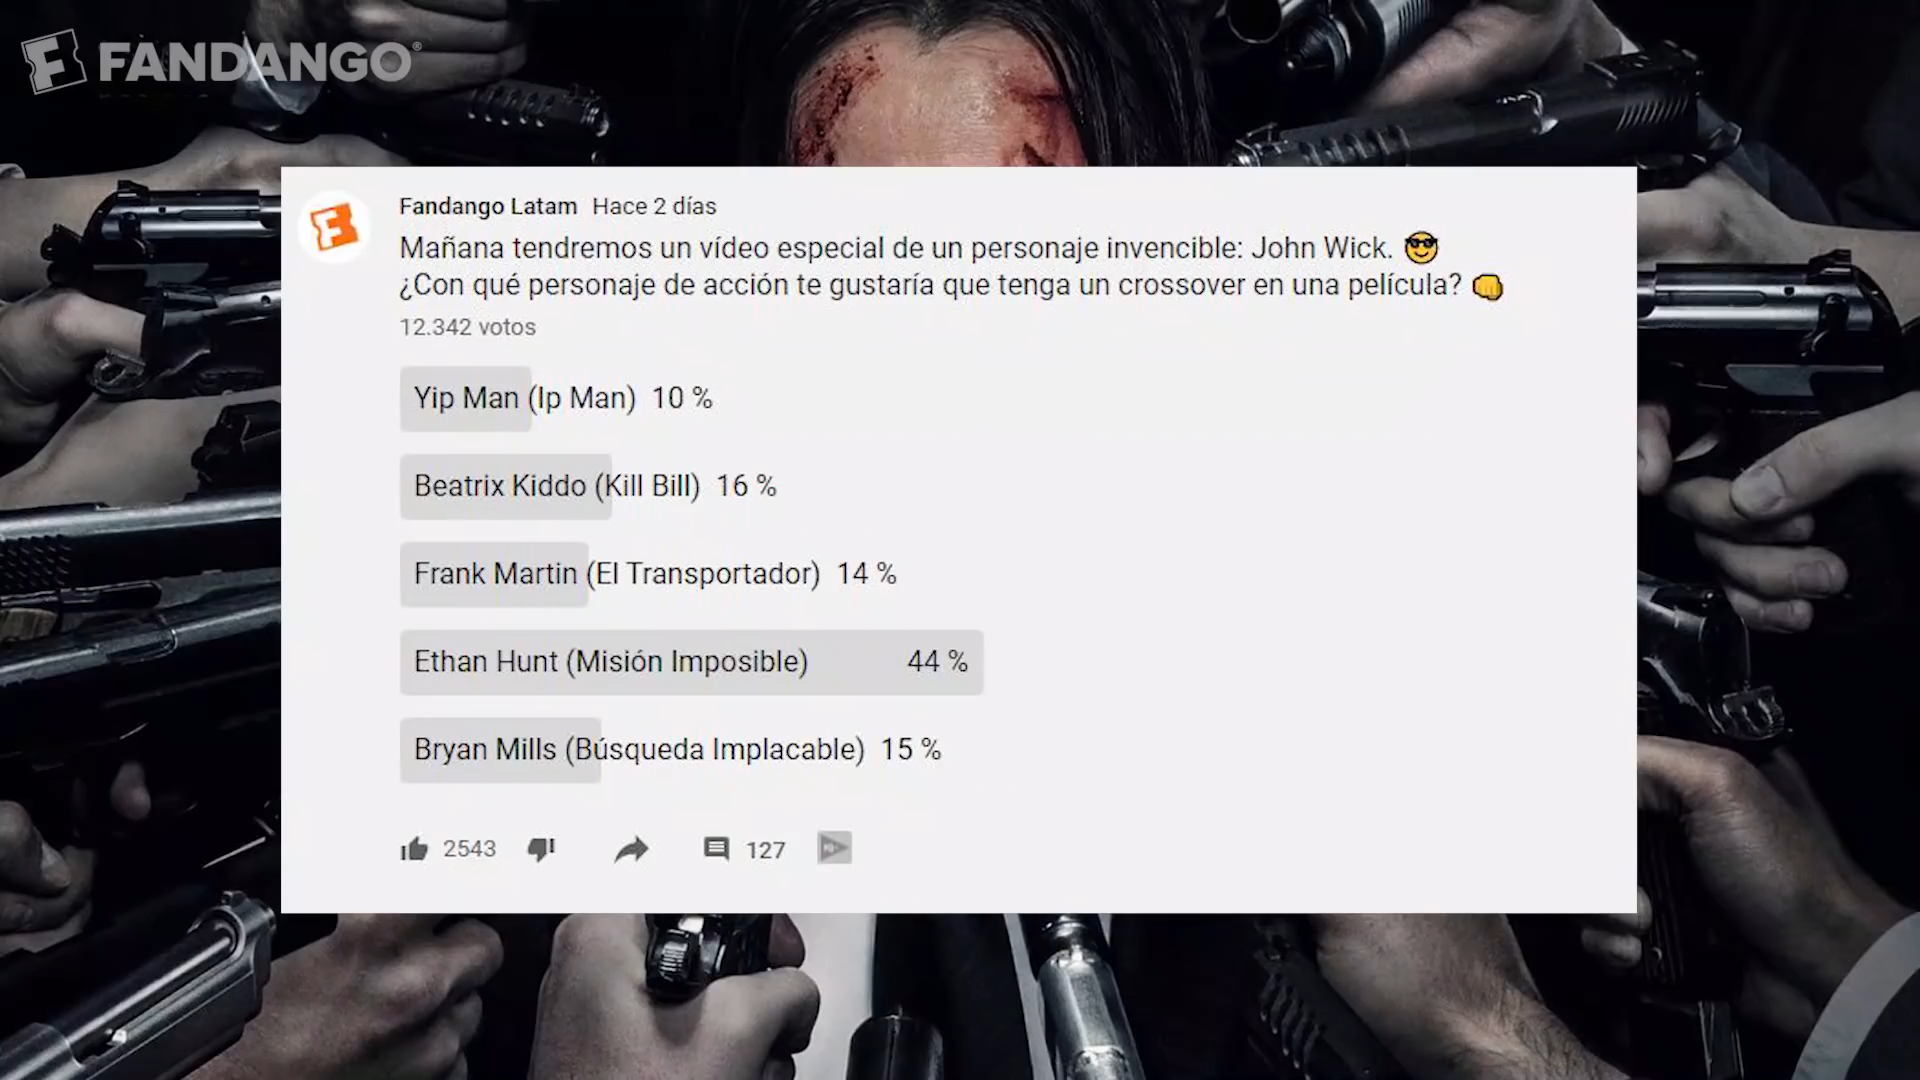 FANDANGO
Fandango Latam Hace 2 días
Mañana tendremos un vídeo especial de un personaje invencible: John Wick. 😎
¿Con qué personaje de acción te gustaría que tenga un crossover en una película? 👊
12.342 votos
Yip Man (Ip Man) 10 %
Beatrix Kiddo (Kill Bill) 16 %
Frank Martin (El Transportador) 14 %
Ethan Hunt (Misión Imposible) 44 %
Bryan Mills (Búsqueda Implacable) 15 %
2543 127